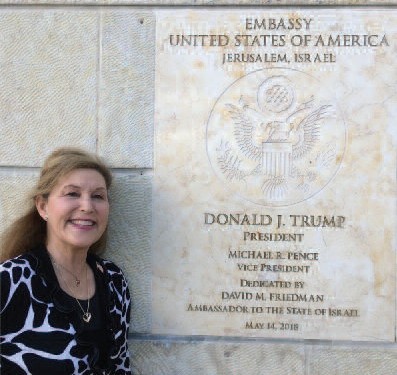 EMBASSY
UNITED STATES OF AMERICA
JERUSALEM, ISRAEL
DONALD J. TRUMP
PRESIDENT
MICHAEL R. PENCE
VICE PRESIDENT
DEDICATED BY
DAVID M. FRIEDMAN
AMBASSADOR TO THE STATE OF ISRAEL
MAY 14, 2018